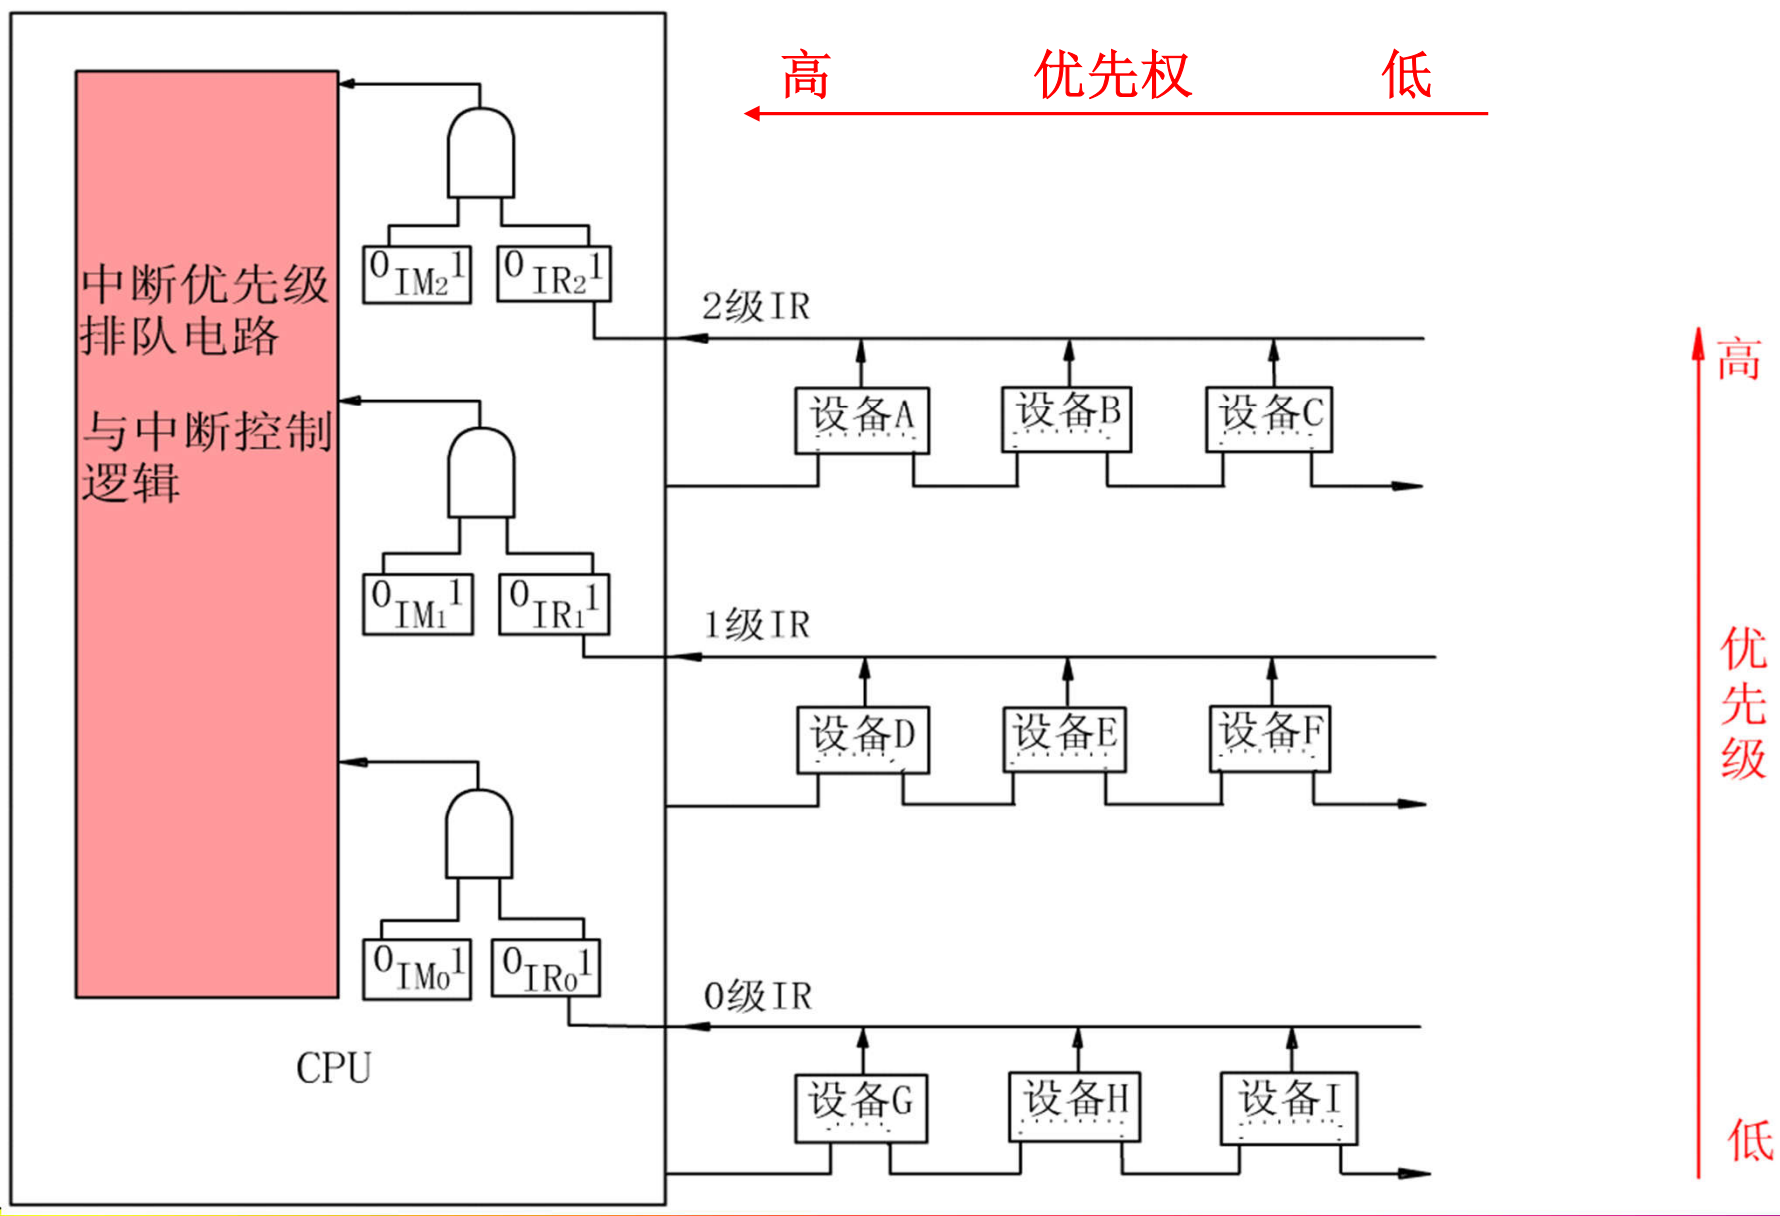 高 优先权 低
中断优先级
排队电路
与中断控制
逻辑
0 IM2 1
0 IR2 1
2级IR
设备A
设备B
设备C
高
0 IM1 1
0 IR1 1
1级IR
设备D
设备E
设备F
优
先
级
0 IM0 1
0 IR0 1
0级IR
设备G
设备H
设备I
低
CPU